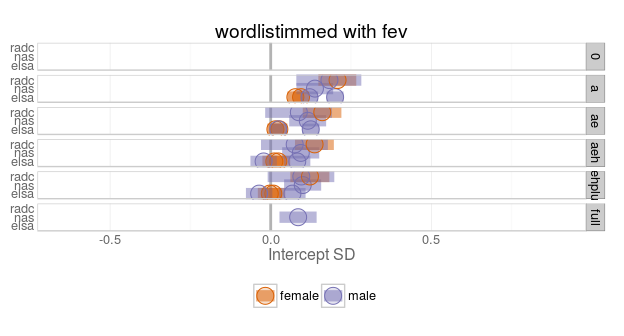 wordlistimmed with fev
radc
nas
elsa
0
radc
nas
elsa
a
radc
nas
elsa
ae
radc
nas
elsa
aeh
radc
nas
elsa
ehplu
radc
nas
elsa
full
-0.5 0.0 0.5
Intercept SD
female male